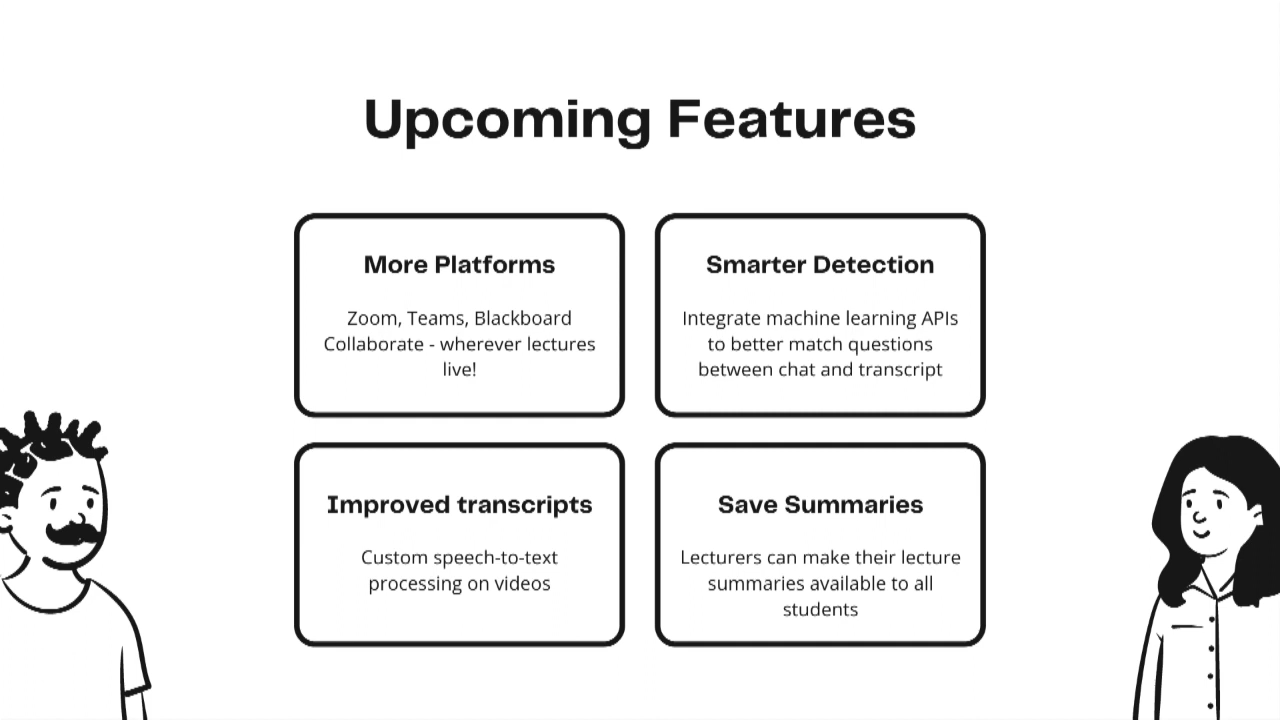 Upcoming Features
More Platforms
Zoom, Teams, Blackboard
Collaborate - wherever lectures
live!
Smarter Detection
Integrate machine learning APIs
to better match questions
between chat and transcript
Improved transcripts
Custom speech-to-text
processing on videos
Save Summaries
Lecturers can make their lecture
summaries available to all
students